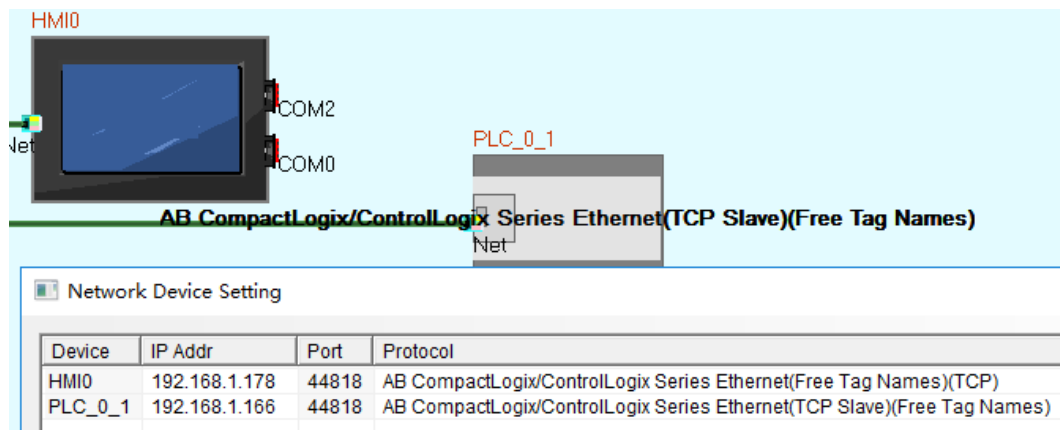 HMI0
COM2
Net
COM0
PLC_0_1
AB CompactLogix/ControlLogix Series Ethernet(TCP Slave)(Free Tag Names)
Net
Network Device Setting
Device IP Addr Port Protocol
HMI0 192.168.1.178 44818 AB CompactLogix/ControlLogix Series Ethernet(Free Tag Names)(TCP)
PLC_0_1 192.168.1.166 44818 AB CompactLogix/ControlLogix Series Ethernet(TCP Slave)(Free Tag Names)